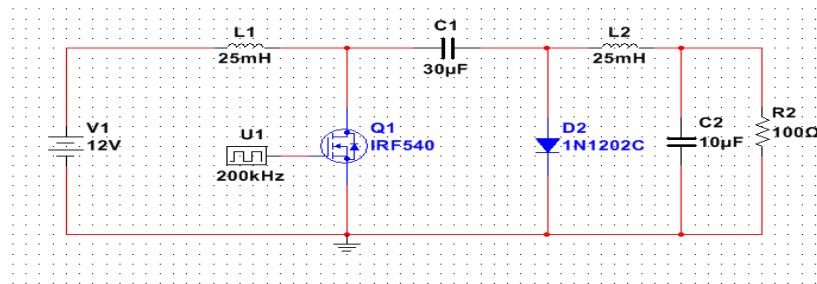 L1
25mH
C1
30µF
L2
25mH
V1
12V
U1
200kHz
Q1
IRF540
D2
1N1202C
C2
10µF
R2
100Ω